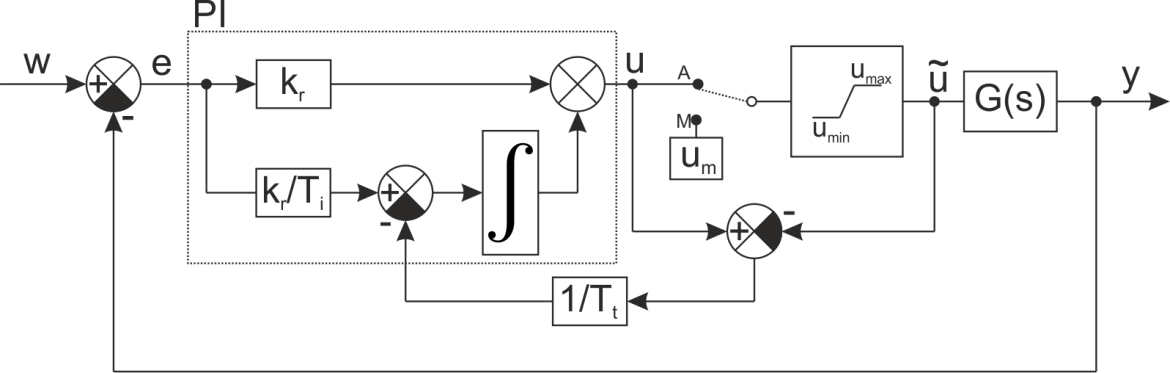 PI
w
+
-
e
k_r
u
A
M
u_m
u_max
u_min
ũ
G(s)
y
k_r/T_i
+
-
∫
+
-
1/T_t